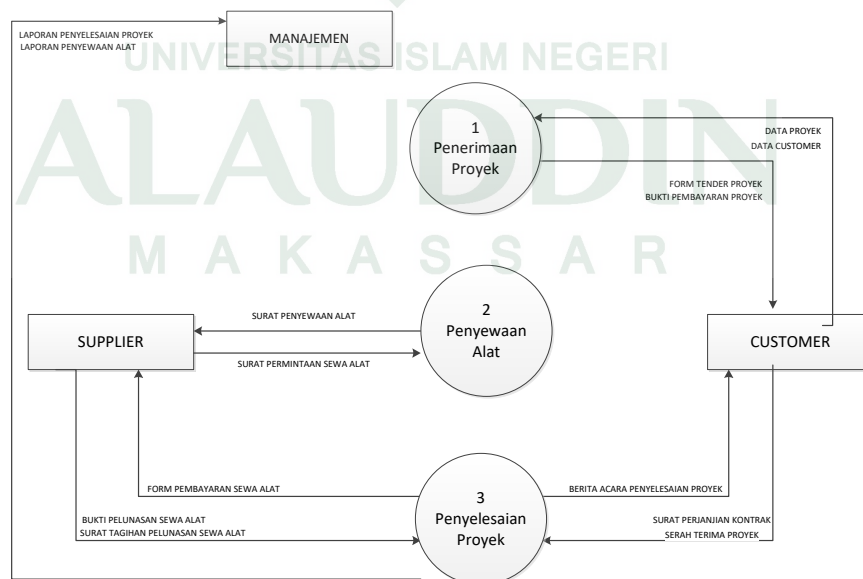 LAPORAN PENYELESAIAN PROYEK
LAPORAN PENYEWAAN ALAT
MANAJEMEN
UNIVERSITAS ISLAM NEGERI
ALAUDDIN
MAKASSAR
1
Penerimaan
Proyek
DATA PROYEK
DATA CUSTOMER
FORM TENDER PROYEK
BUKTI PEMBAYARAN PROYEK
SUPPLIER
SURAT PENYEWAAN ALAT
SURAT PERMINTAAN SEWA ALAT
2
Penyewaan
Alat
CUSTOMER
FORM PEMBAYARAN SEWA ALAT
BUKTI PELUNASAN SEWA ALAT
SURAT TAGIHAN PELUNASAN SEWA ALAT
3
Penyelesaian
Proyek
BERITA ACARA PENYELESAIAN PROYEK
SURAT PERJANJIAN KONTRAK
SERAH TERIMA PROYEK